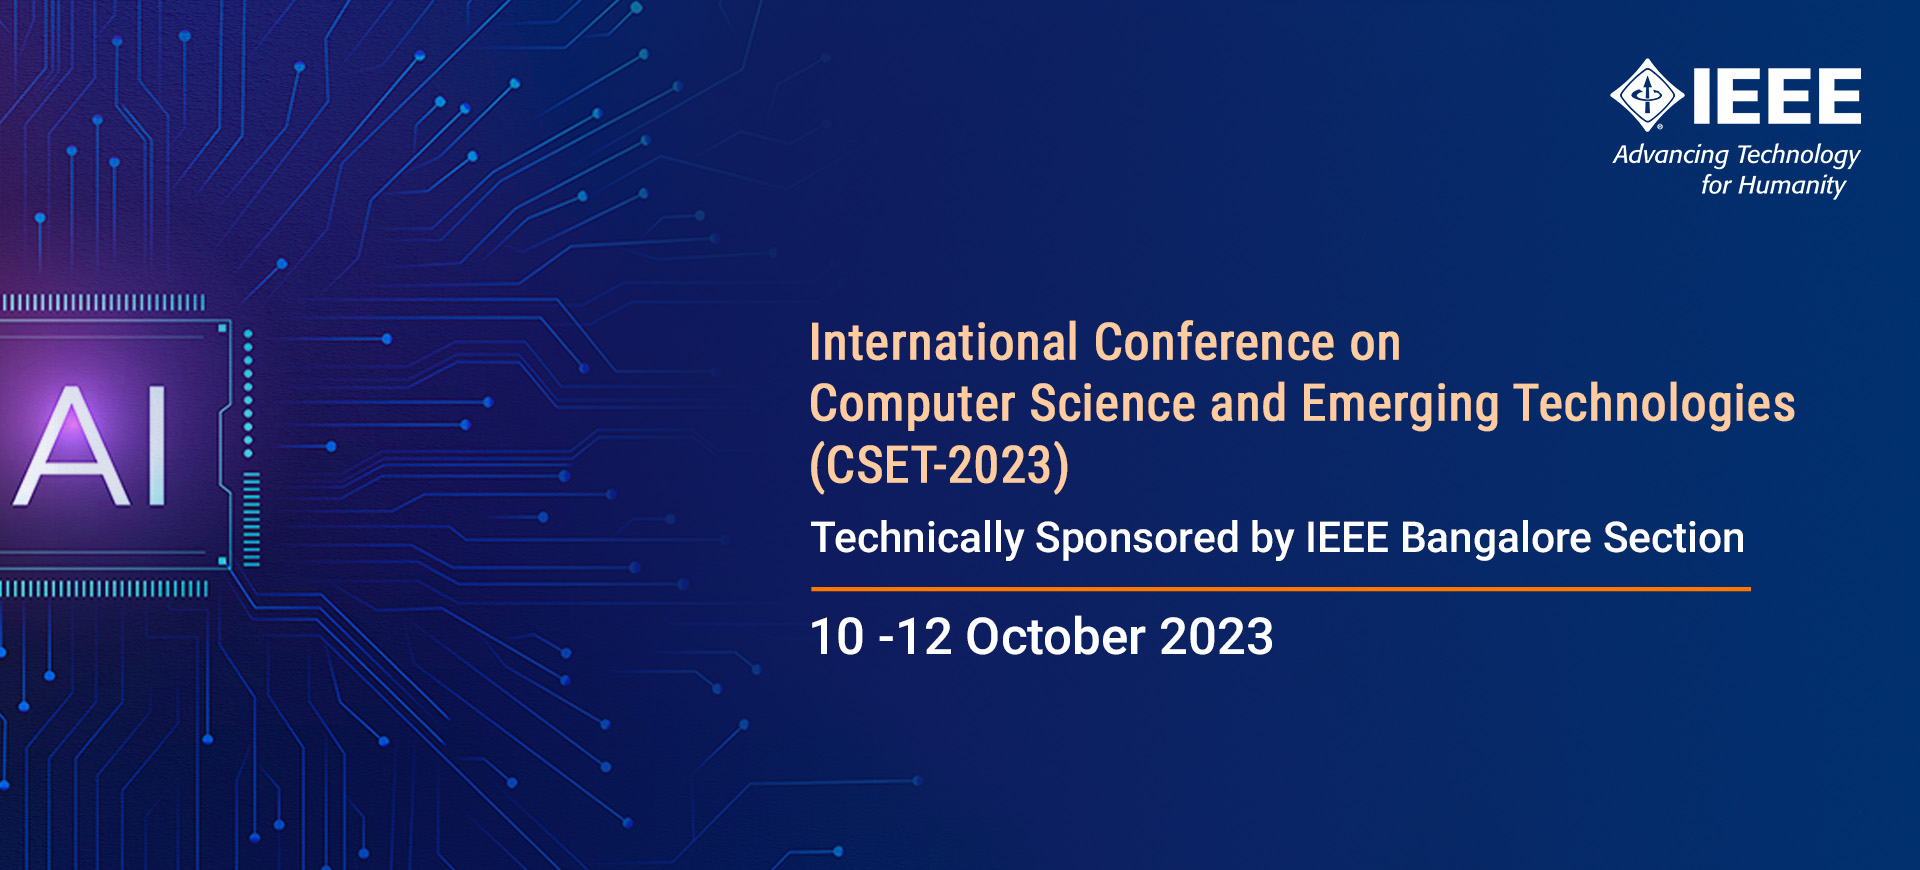 IEEE
Advancing Technology
for Humanity
AI
International Conference on
Computer Science and Emerging Technologies
(CSET-2023)
Technically Sponsored by IEEE Bangalore Section
10 -12 October 2023